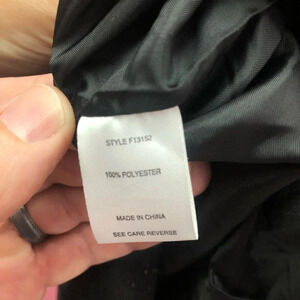 STYLE F13152
100% POLYESTER
MADE IN CHINA
SEE CARE REVERSE